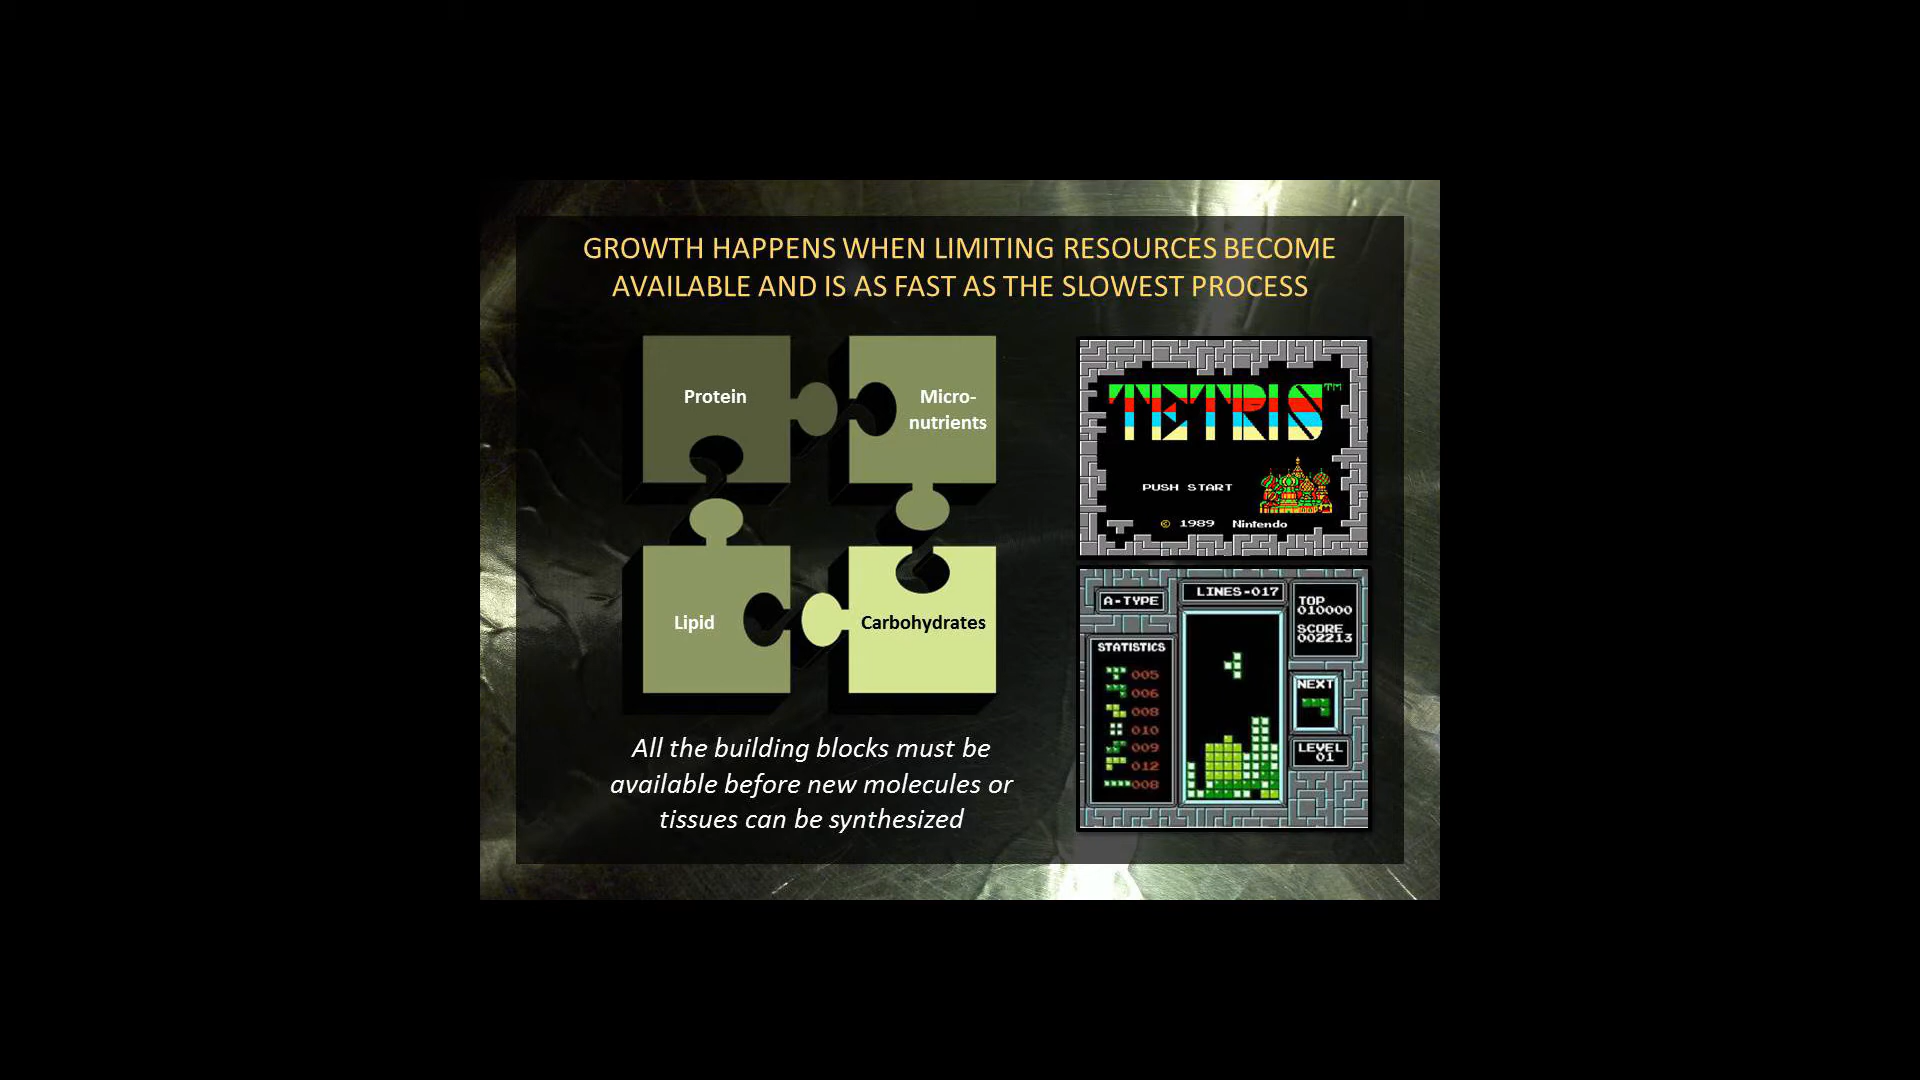 GROWTH HAPPENS WHEN LIMITING RESOURCES BECOME
AVAILABLE AND IS AS FAST AS THE SLOWEST PROCESS
Protein
Micro-
nutrients
Lipid
Carbohydrates
All the building blocks must be
available before new molecules or
tissues can be synthesized
TETRIS™
PUSH START
© 1989 Nintendo
A-TYPE
LINES-017
TOP
010000
SCORE
002213
STATISTICS
005
006
008
010
009
012
008
NEXT
LEVEL
01